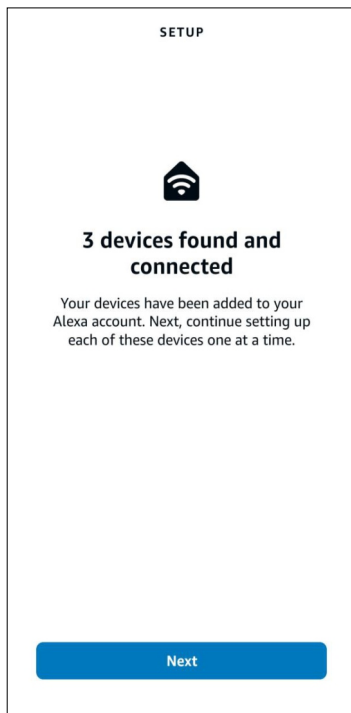 SETUP
3 devices found and
connected
Your devices have been added to your
Alexa account. Next, continue setting up
each of these devices one at a time.
Next